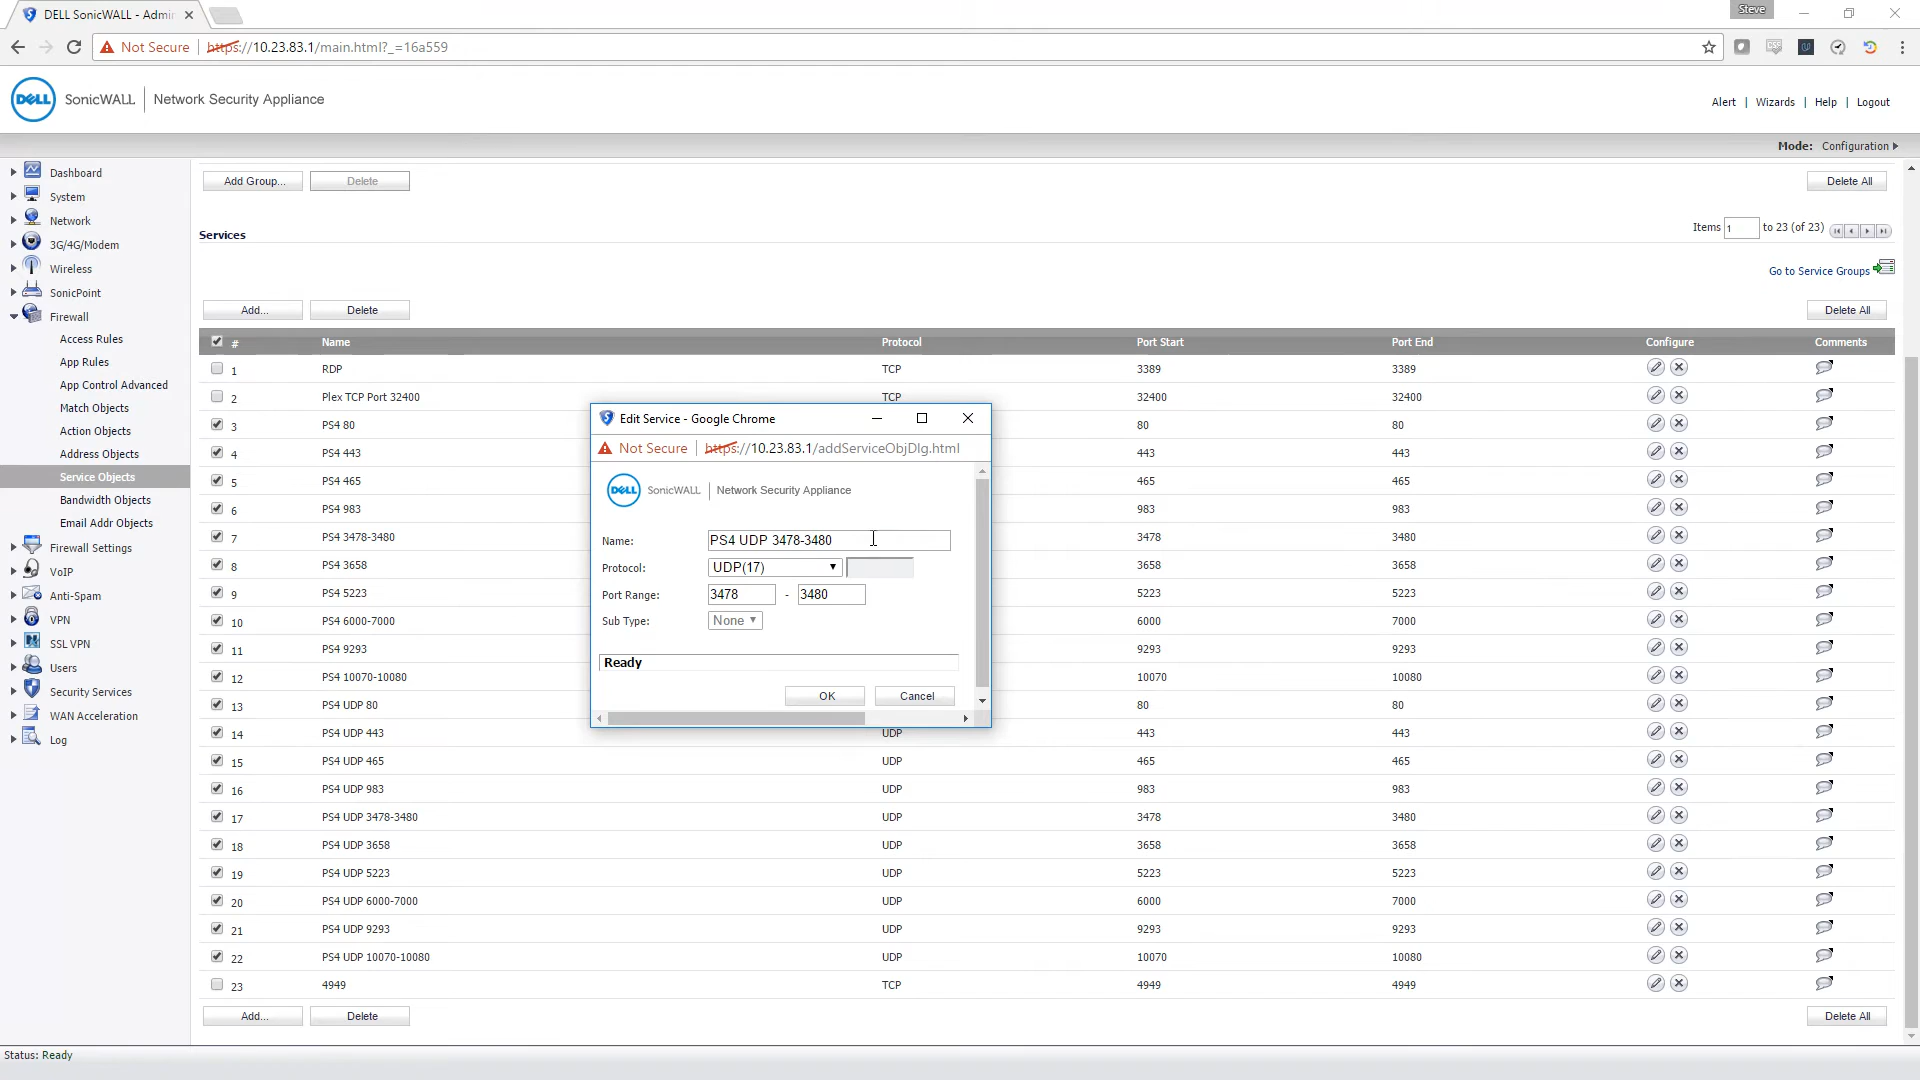 DELL SonicWALL - Admin
Steve
Not Secure https://10.23.83.1/main.html?_=16a559
DELL SonicWALL Network Security Appliance
Alert | Wizards | Help | Logout
Mode: Configuration
Dashboard
System
Network
3G/4G/Modem
Wireless
SonicPoint
Firewall
Access Rules
App Rules
App Control Advanced
Match Objects
Action Objects
Address Objects
Service Objects
Bandwidth Objects
Email Addr Objects
Firewall Settings
VoIP
Anti-Spam
VPN
SSL VPN
Users
Security Services
WAN Acceleration
Log
Add Group... Delete Delete All
Services Items 1 to 23 (of 23)
Go to Service Groups
Add... Delete Delete All
# Name Protocol Port Start Port End Configure Comments
1 RDP TCP 3389 3389
2 Plex TCP Port 32400 TCP 32400 32400
3 PS4 80 80 80
4 PS4 443 443 443
5 PS4 465 465 465
6 PS4 983 983 983
7 PS4 3478-3480 3478 3480
8 PS4 3658 3658 3658
9 PS4 5223 5223 5223
10 PS4 6000-7000 6000 7000
11 PS4 9293 9293 9293
12 PS4 10070-10080 10070 10080
13 PS4 UDP 80 80 80
14 PS4 UDP 443 UDP 443 443
15 PS4 UDP 465 UDP 465 465
16 PS4 UDP 983 UDP 983 983
17 PS4 UDP 3478-3480 UDP 3478 3480
18 PS4 UDP 3658 UDP 3658 3658
19 PS4 UDP 5223 UDP 5223 5223
20 PS4 UDP 6000-7000 UDP 6000 7000
21 PS4 UDP 9293 UDP 9293 9293
22 PS4 UDP 10070-10080 UDP 10070 10080
23 4949 TCP 4949 4949
Add... Delete Delete All
Edit Service - Google Chrome
Not Secure https://10.23.83.1/addServiceObjDlg.html
DELL SonicWALL Network Security Appliance
Name: PS4 UDP 3478-3480
Protocol: UDP(17)
Port Range: 3478 - 3480
Sub Type: None
Ready
OK Cancel
Status: Ready